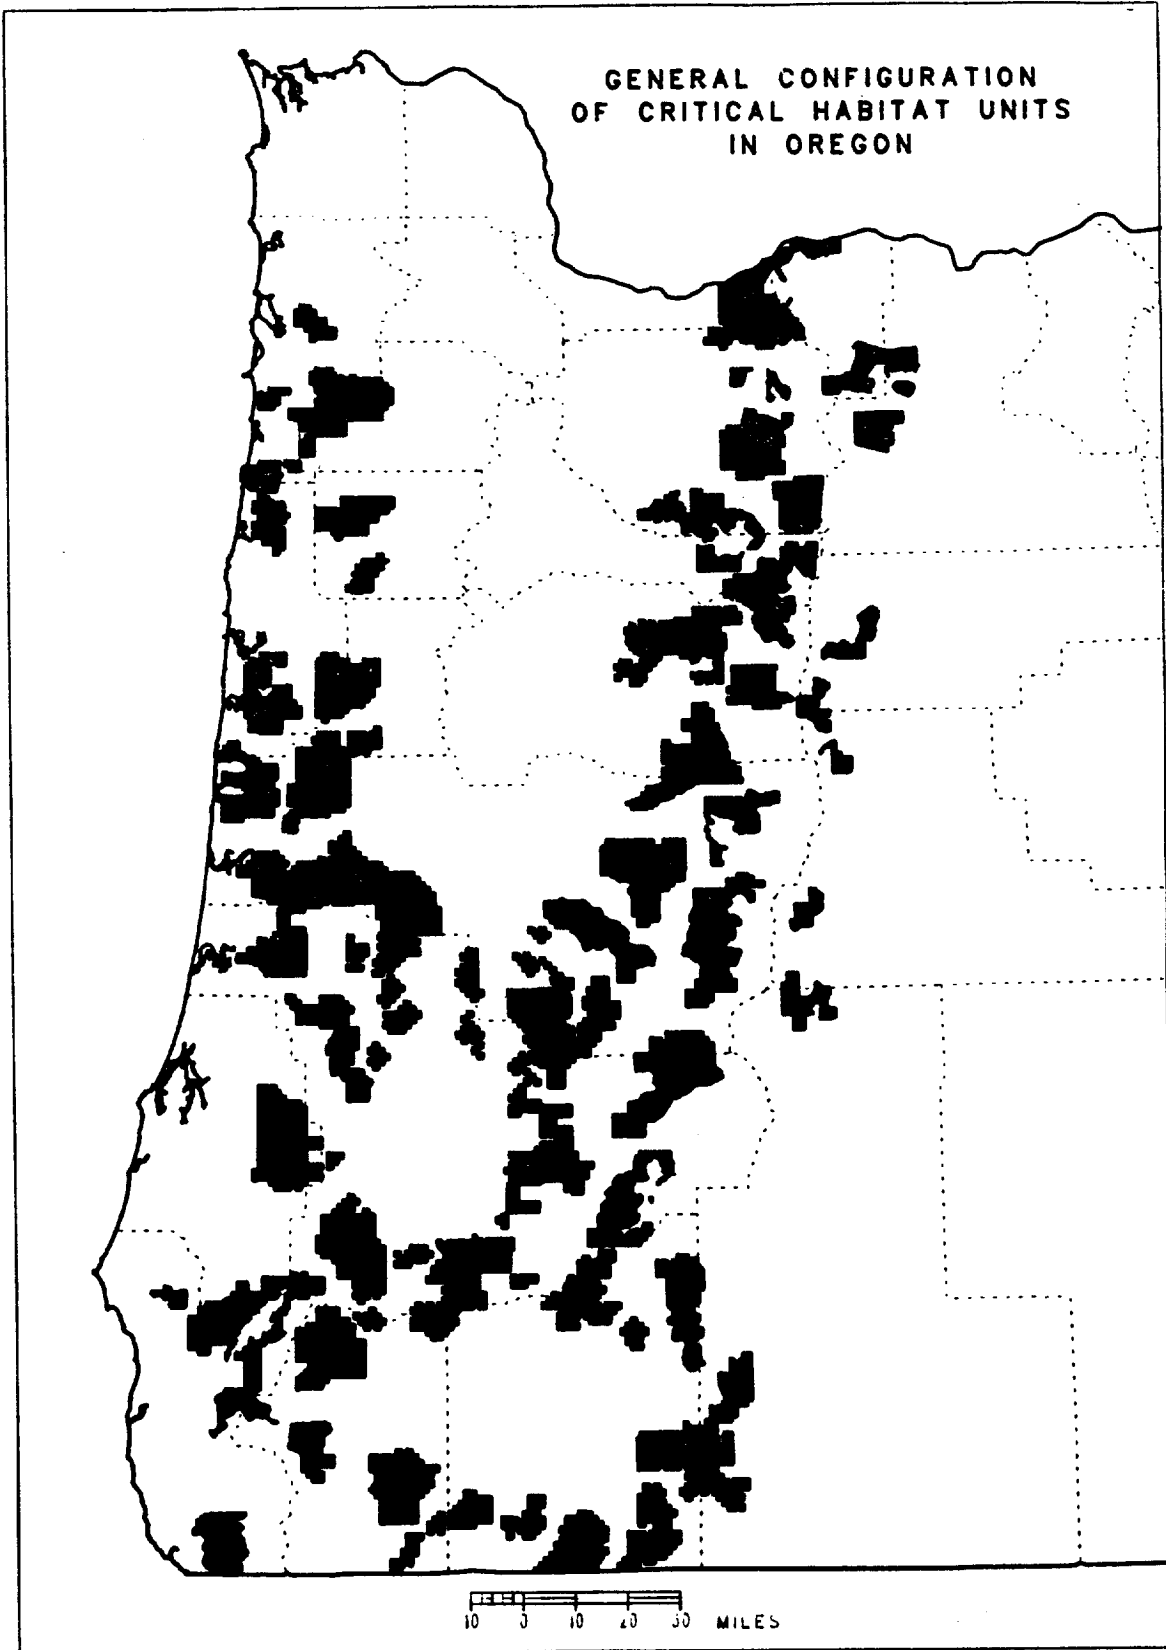 GENERAL CONFIGURATION
OF CRITICAL HABITAT UNITS
IN OREGON
10 0 10 20 30 MILES